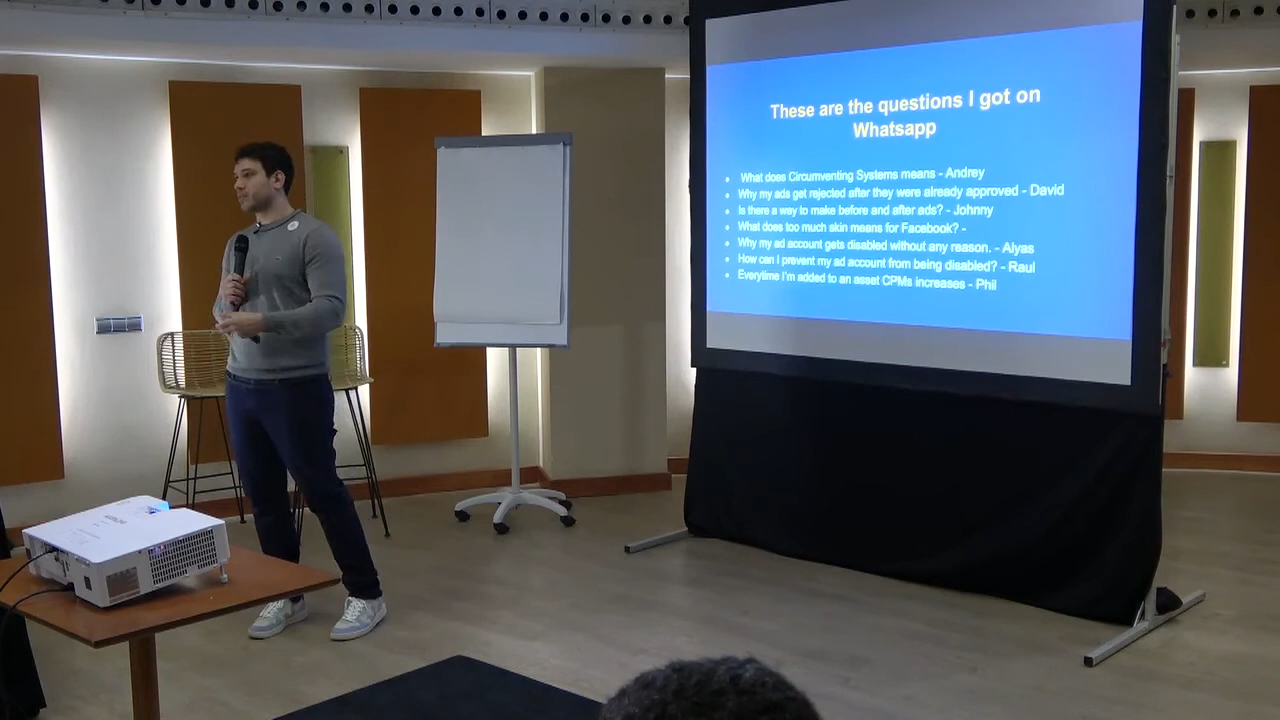 These are the questions I got on
Whatsapp
• What does Circumventing Systems means - Andrey
• Why my ads get rejected after they were already approved - David
• Is there a way to make before and after ads? - Johnny
• What does too much skin means for Facebook? -
• Why my ad account gets disabled without any reason. - Alyas
• How can I prevent my ad account from being disabled? - Raul
• Everytime I'm added to an asset CPMs increases - Phil